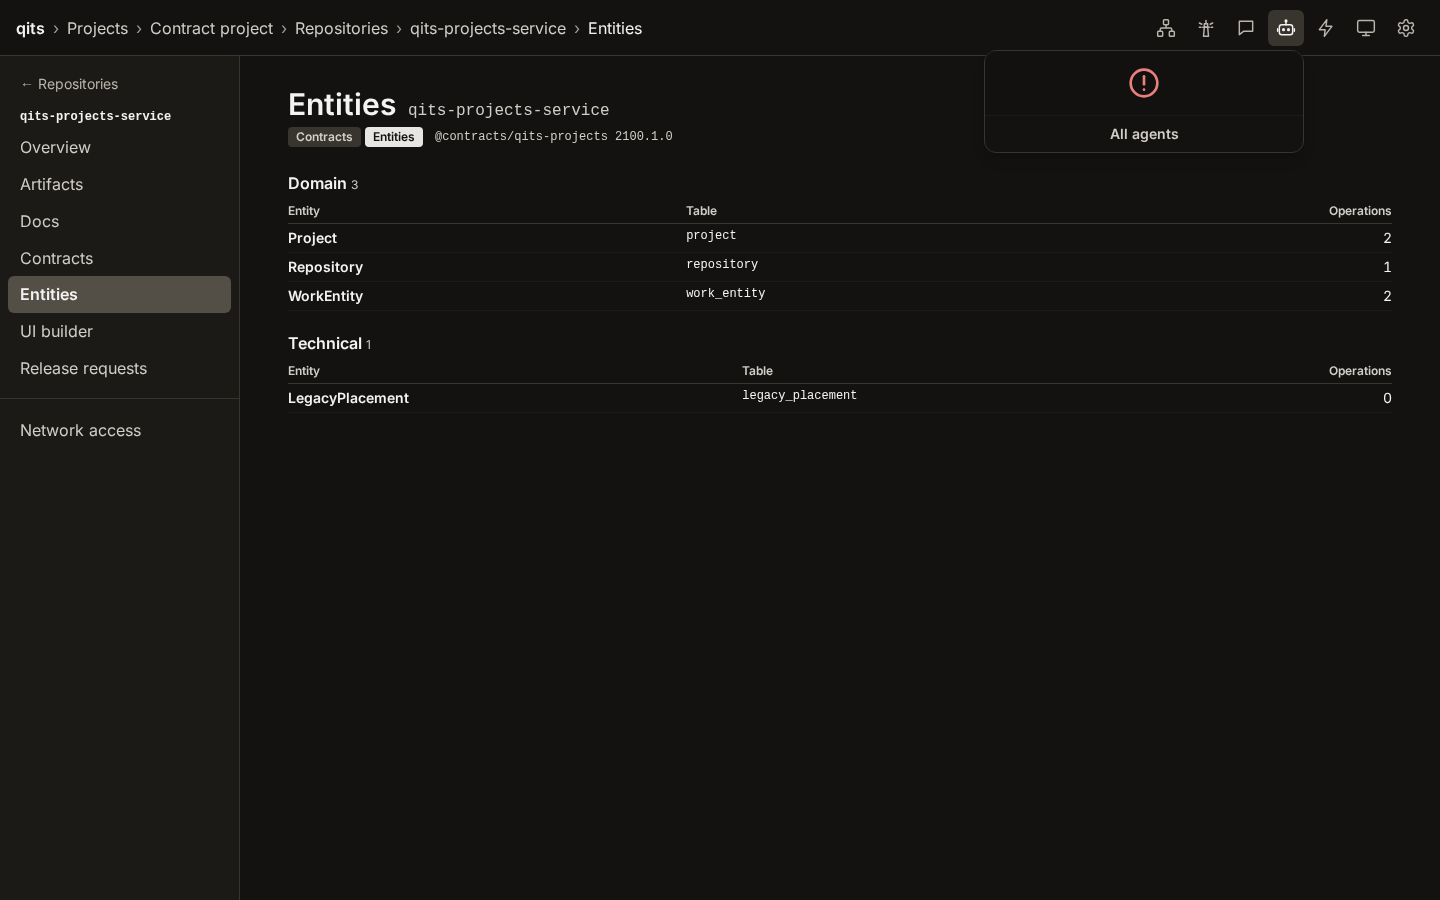 qits › Projects › Contract project › Repositories › qits-projects-service › Entities
← Repositories
qits-projects-service
Overview
Artifacts
Docs
Contracts
Entities
UI builder
Release requests
Network access
Entities qits-projects-service
Contracts Entities @contracts/qits-projects 2100.1.0
Domain 3
Entity Table Operations
Project project 2
Repository repository 1
WorkEntity work_entity 2
Technical 1
Entity Table Operations
LegacyPlacement legacy_placement 0
All agents